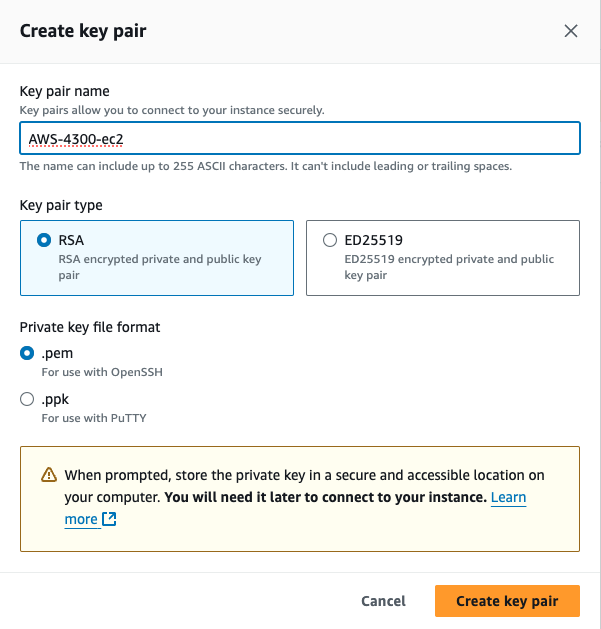 Create key pair
Key pair name
Key pairs allow you to connect to your instance securely.
AWS-4300-ec2
The name can include up to 255 ASCII characters. It can't include leading or trailing spaces.
Key pair type
RSA
RSA encrypted private and public key
pair
ED25519
ED25519 encrypted private and public
key pair
Private key file format
.pem
For use with OpenSSH
.ppk
For use with PuTTY
When prompted, store the private key in a secure and accessible location on
your computer. You will need it later to connect to your instance. Learn
more
Cancel
Create key pair